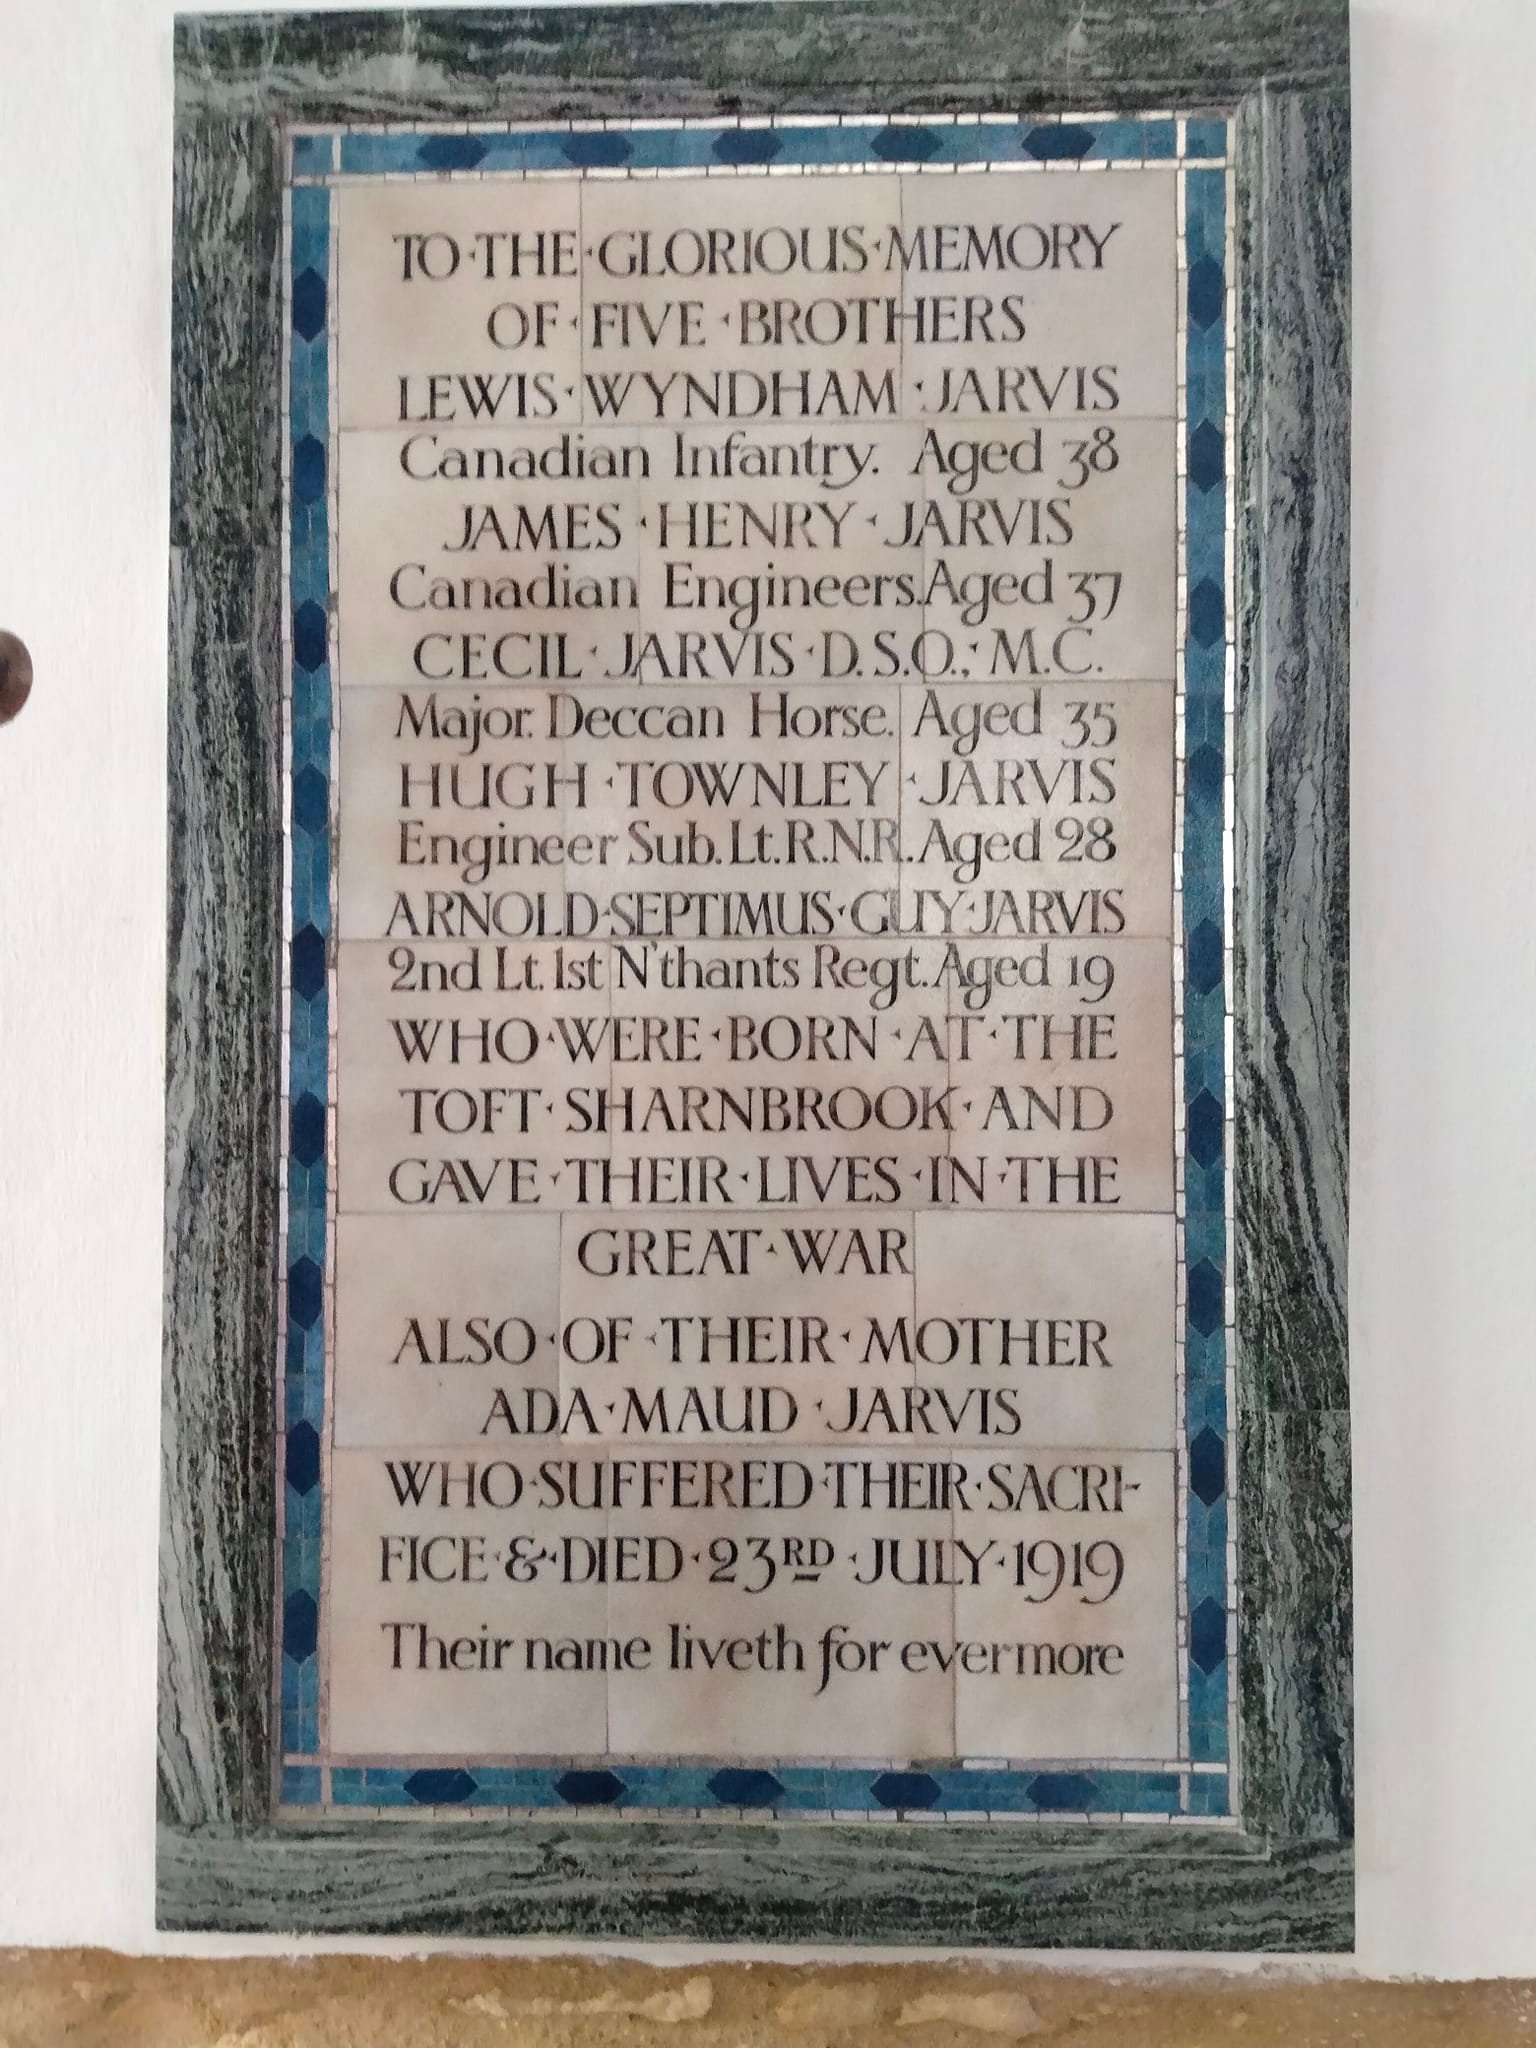 TO·THE·GLORIOUS·MEMORY
OF·FIVE·BROTHERS
LEWIS·WYNDHAM·JARVIS
Canadian Infantry. Aged 38
JAMES·HENRY·JARVIS
Canadian Engineers. Aged 37
CECIL·JARVIS·D.S.O.,·M.C.
Major. Deccan Horse. Aged 35
HUGH·TOWNLEY·JARVIS
Engineer Sub. Lt. R.N.R. Aged 28
ARNOLD·SEPTIMUS·GUY·JARVIS
2nd Lt. 1st N'thants Regt. Aged 19
WHO·WERE·BORN·AT·THE
TOFT·SHARNBROOK·AND
GAVE·THEIR·LIVES·IN·THE
GREAT·WAR
ALSO·OF·THEIR·MOTHER
ADA·MAUD·JARVIS
WHO·SUFFERED·THEIR·SACRI-
FICE·&·DIED·23RD·JULY·1919
Their name liveth for evermore